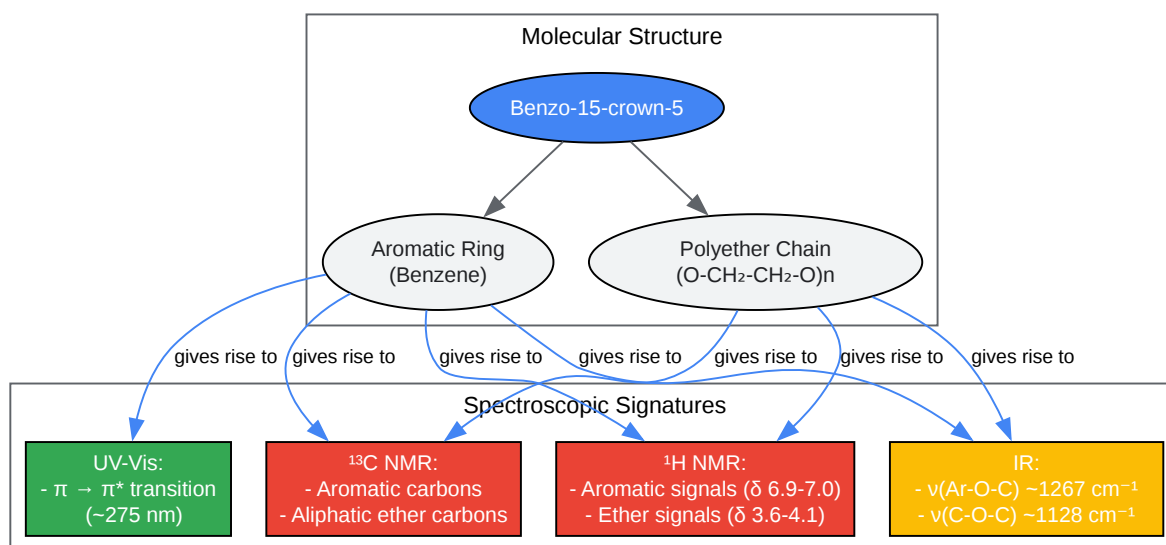 Molecular Structure
Benzo-15-crown-5
Aromatic Ring
(Benzene)
Polyether Chain
(O-CH₂-CH₂-O)n
gives rise to
gives rise to
gives rise to
gives rise to
gives rise to
gives rise to
gives rise to
Spectroscopic Signatures
UV-Vis:
- π → π* transition
(~275 nm)
¹³C NMR:
- Aromatic carbons
- Aliphatic ether carbons
¹H NMR:
- Aromatic signals (δ 6.9-7.0)
- Ether signals (δ 3.6-4.1)
IR:
- ν(Ar-O-C) ~1267 cm⁻¹
- ν(C-O-C) ~1128 cm⁻¹